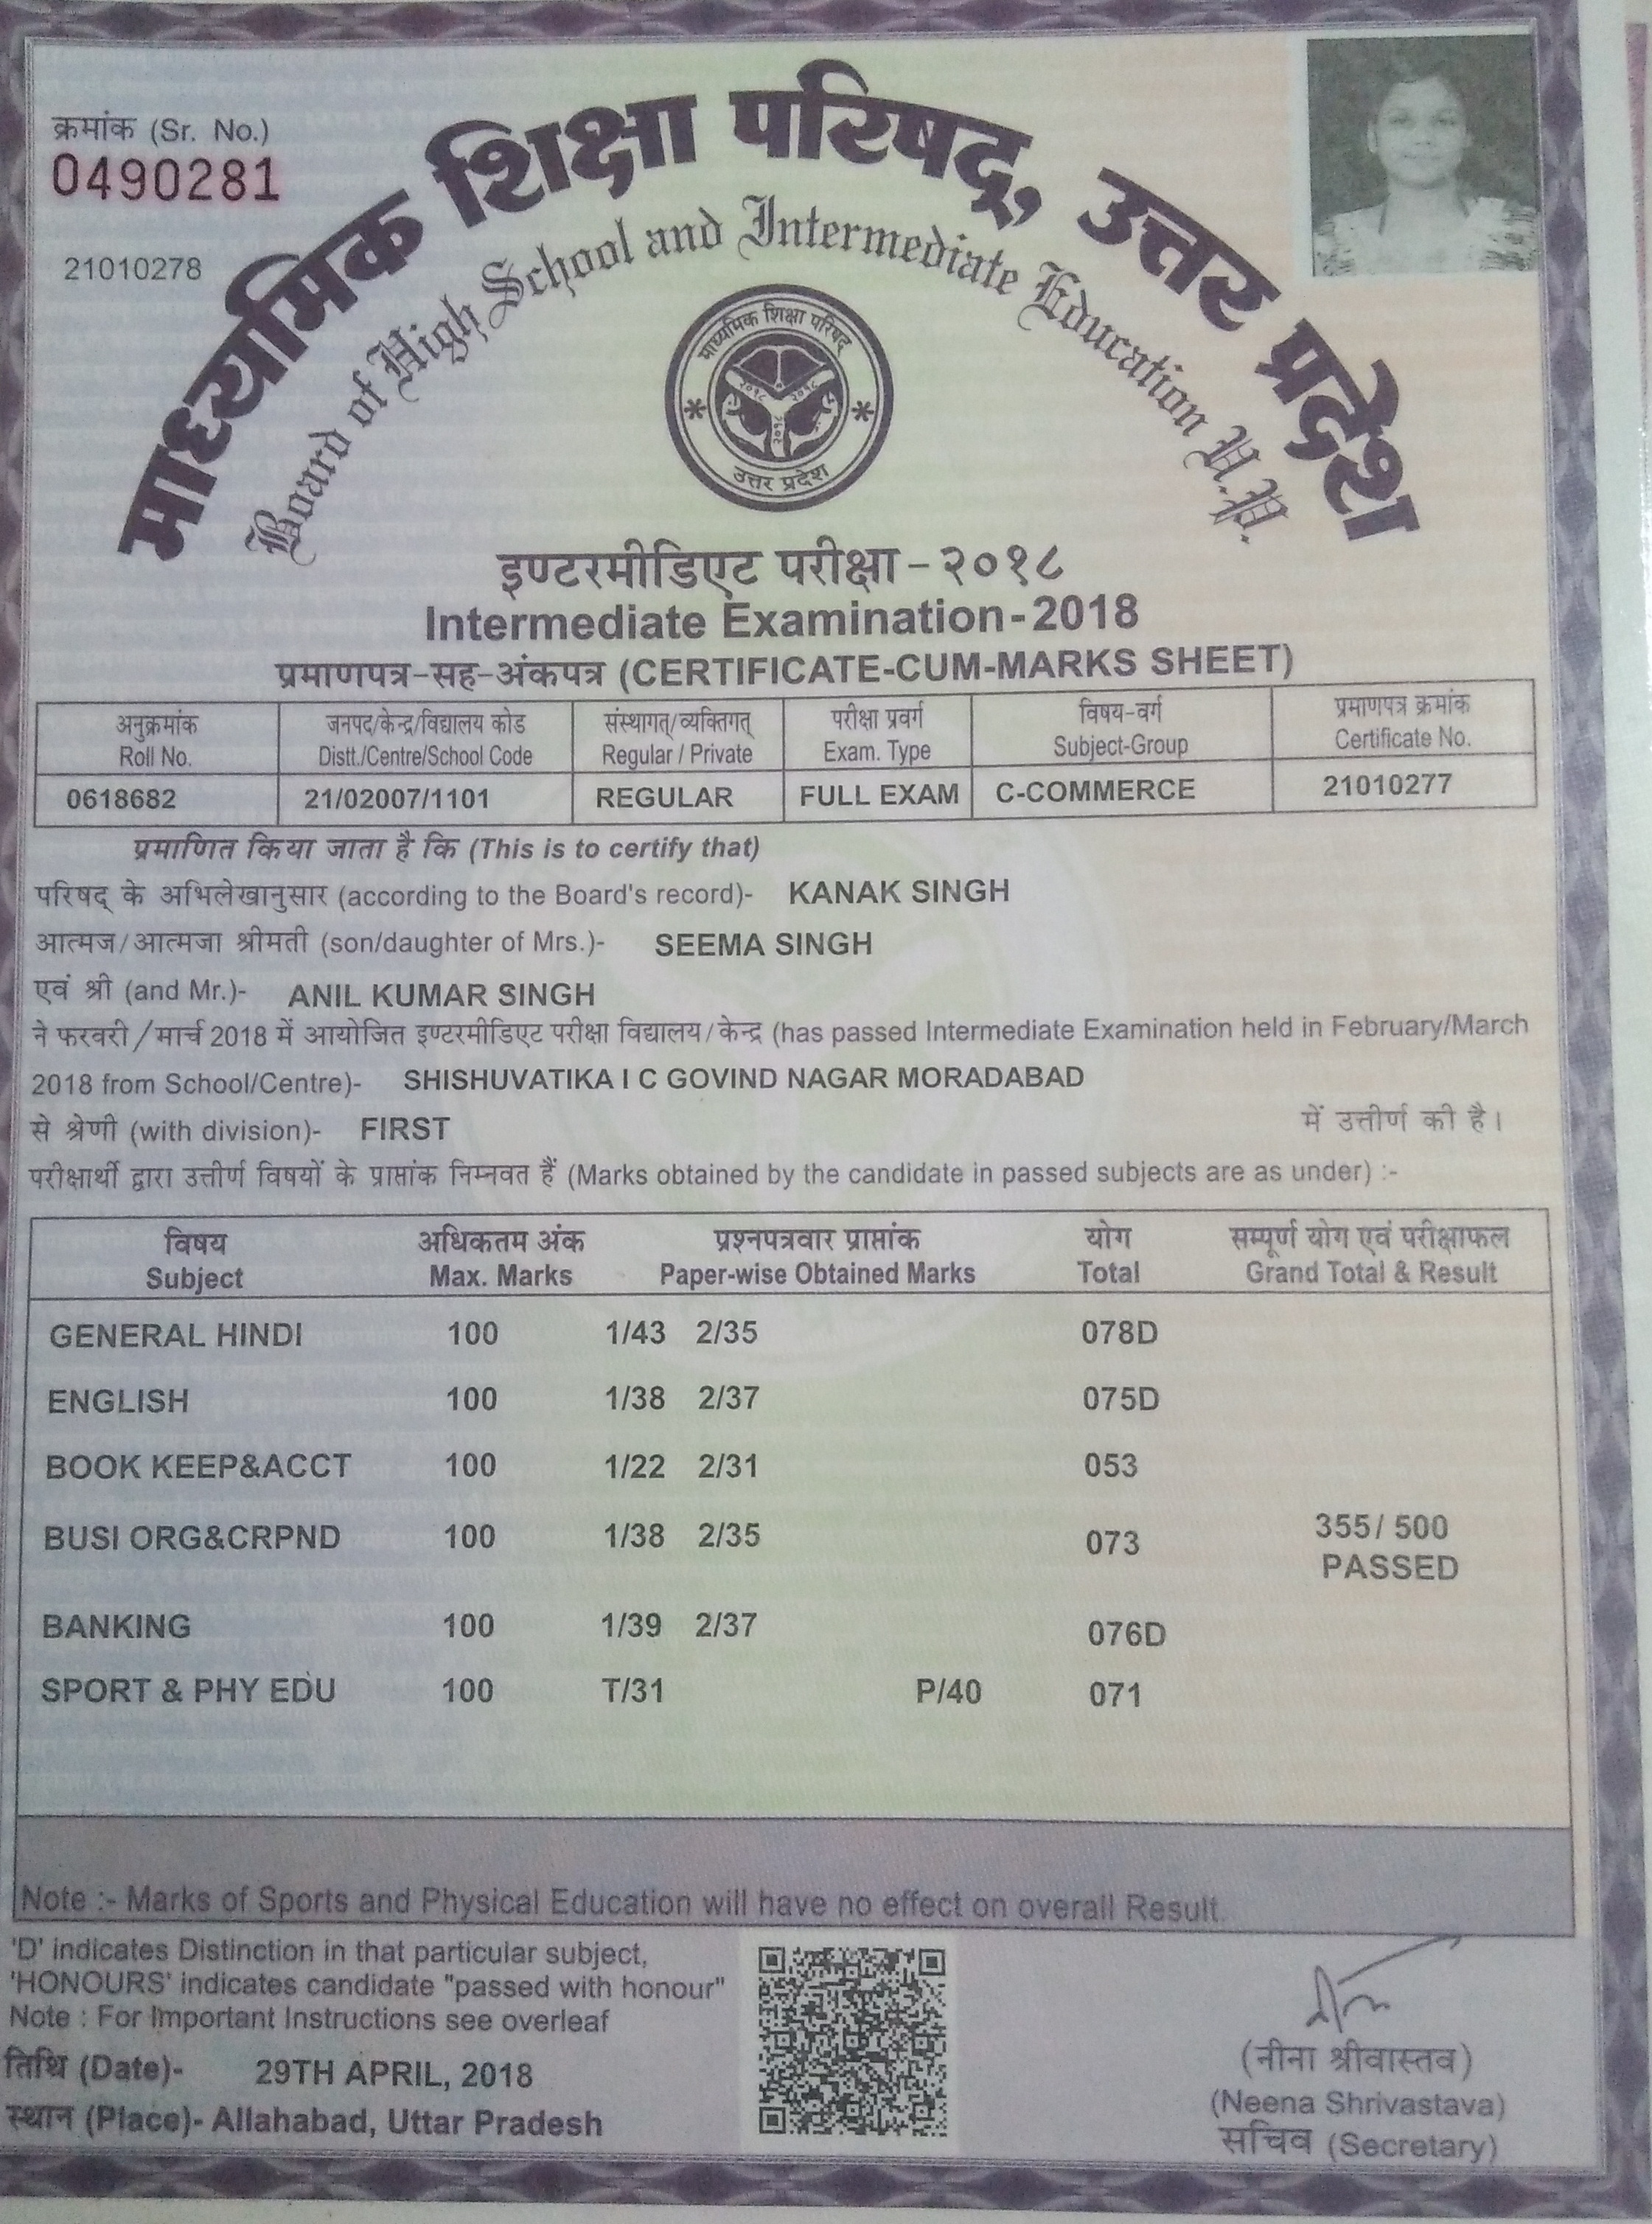 क्रमांक (Sr. No.)
0490281
21010278
माध्यमिक शिक्षा परिषद्, उत्तर प्रदेश
Board of High School and Intermediate Education U.P.
माध्यमिक शिक्षा परिषद्
२०१८ २०१८
२०१८
उत्तर प्रदेश
इण्टरमीडिएट परीक्षा - २०१८
Intermediate Examination-2018
प्रमाणपत्र-सह-अंकपत्र (CERTIFICATE-CUM-MARKS SHEET)
अनुक्रमांक जनपद/केन्द्र/विद्यालय कोड संस्थागत्/व्यक्तिगत् परीक्षा प्रवर्ग विषय-वर्ग प्रमाणपत्र क्रमांक
Roll No. Distt./Centre/School Code Regular / Private Exam. Type Subject-Group Certificate No.
0618682 21/02007/1101 REGULAR FULL EXAM C-COMMERCE 21010277
प्रमाणित किया जाता है कि (This is to certify that)
परिषद् के अभिलेखानुसार (according to the Board's record)- KANAK SINGH
आत्मज/आत्मजा श्रीमती (son/daughter of Mrs.)- SEEMA SINGH
एवं श्री (and Mr.)- ANIL KUMAR SINGH
ने फरवरी/मार्च 2018 में आयोजित इण्टरमीडिएट परीक्षा विद्यालय/केन्द्र (has passed Intermediate Examination held in February/March
2018 from School/Centre)- SHISHUVATIKA I C GOVIND NAGAR MORADABAD
से श्रेणी (with division)- FIRST में उत्तीर्ण की है।
परीक्षार्थी द्वारा उत्तीर्ण विषयों के प्राप्तांक निम्नवत हैं (Marks obtained by the candidate in passed subjects are as under) :-
विषय अधिकतम अंक प्रश्नपत्रवार प्राप्तांक योग सम्पूर्ण योग एवं परीक्षाफल
Subject Max. Marks Paper-wise Obtained Marks Total Grand Total & Result
GENERAL HINDI 100 1/43 2/35 078D
ENGLISH 100 1/38 2/37 075D
BOOK KEEP&ACCT 100 1/22 2/31 053
BUSI ORG&CRPND 100 1/38 2/35 073 355/ 500
PASSED
BANKING 100 1/39 2/37 076D
SPORT & PHY EDU 100 T/31 P/40 071
Note :- Marks of Sports and Physical Education will have no effect on overall Result.
'D' indicates Distinction in that particular subject,
'HONOURS' indicates candidate "passed with honour"
Note : For Important Instructions see overleaf
तिथि (Date)- 29TH APRIL, 2018
स्थान (Place)- Allahabad, Uttar Pradesh
(नीना श्रीवास्तव)
(Neena Shrivastava)
सचिव (Secretary)